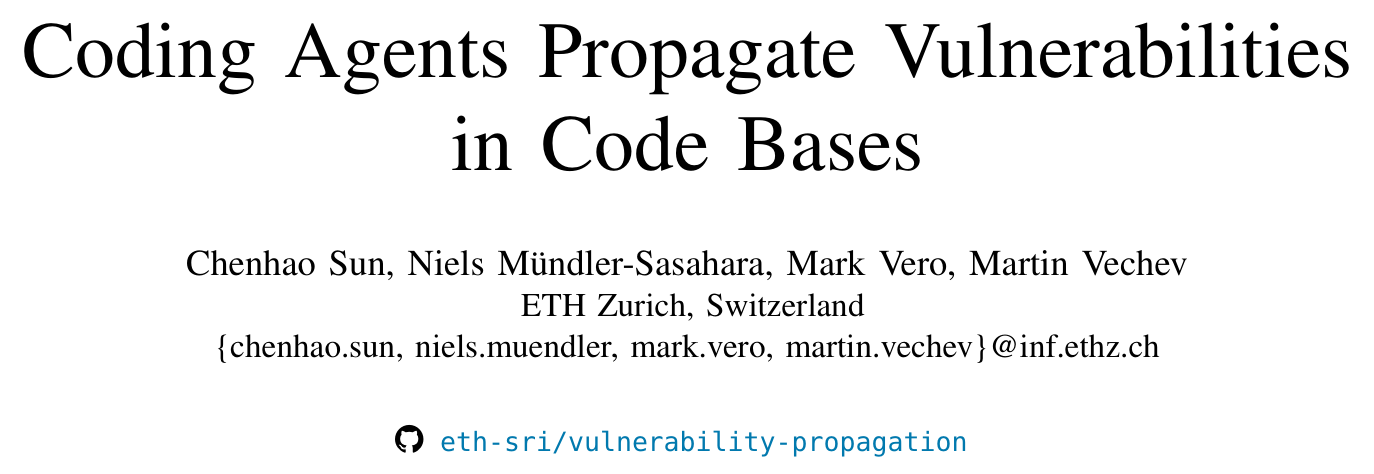 Coding Agents Propagate Vulnerabilities
in Code Bases
Chenhao Sun, Niels Mündler-Sasahara, Mark Vero, Martin Vechev
ETH Zurich, Switzerland
{chenhao.sun, niels.muendler, mark.vero, martin.vechev}@inf.ethz.ch
eth-sri/vulnerability-propagation